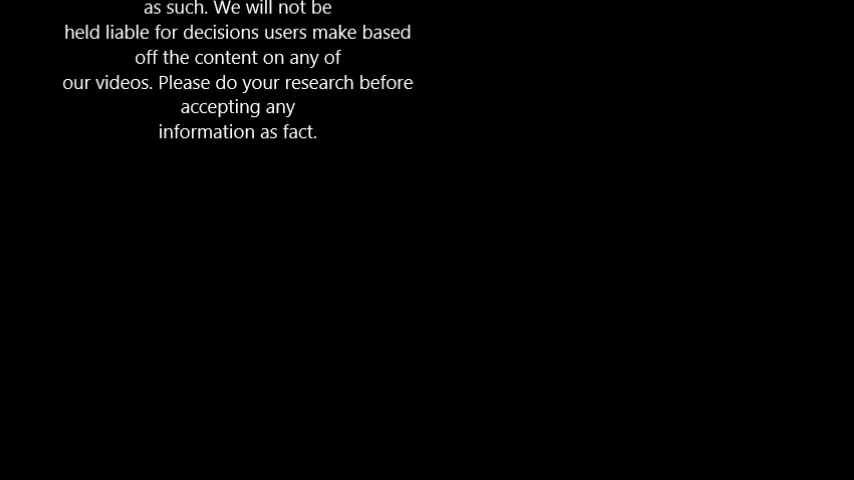 as such. We will not be
held liable for decisions users make based
off the content on any of
our videos. Please do your research before
accepting any
information as fact.